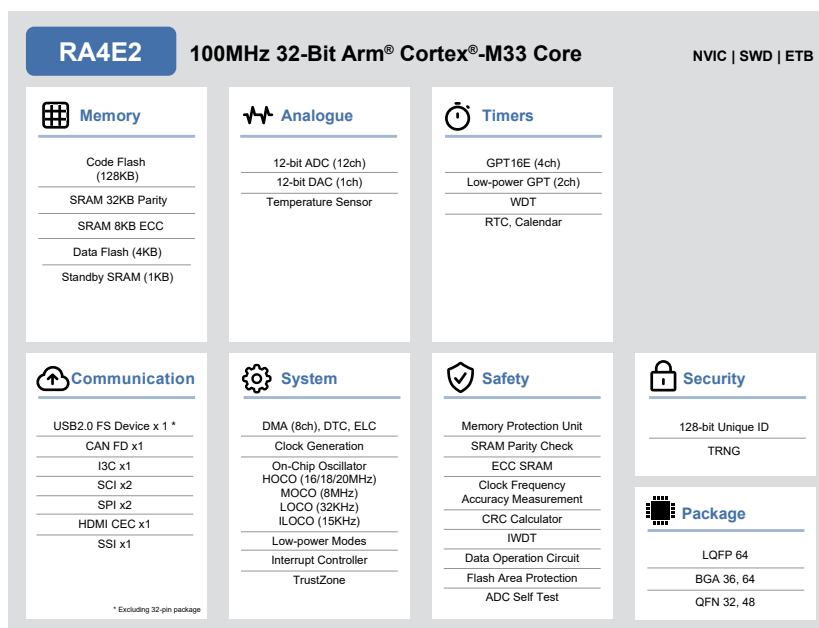 RA4E2
100MHz 32-Bit Arm® Cortex®-M33 Core
NVIC | SWD | ETB
Memory
Code Flash
(128KB)
SRAM 32KB Parity
SRAM 8KB ECC
Data Flash (4KB)
Standby SRAM (1KB)
Analogue
12-bit ADC (12ch)
12-bit DAC (1ch)
Temperature Sensor
Timers
GPT16E (4ch)
Low-power GPT (2ch)
WDT
RTC, Calendar
Communication
USB2.0 FS Device x 1 *
CAN FD x1
I3C x1
SCI x2
SPI x2
HDMI CEC x1
SSI x1
* Excluding 32-pin package
System
DMA (8ch), DTC, ELC
Clock Generation
On-Chip Oscillator
HOCO (16/18/20MHz)
MOCO (8MHz)
LOCO (32KHz)
ILOCO (15KHz)
Low-power Modes
Interrupt Controller
TrustZone
Safety
Memory Protection Unit
SRAM Parity Check
ECC SRAM
Clock Frequency
Accuracy Measurement
CRC Calculator
IWDT
Data Operation Circuit
Flash Area Protection
ADC Self Test
Security
128-bit Unique ID
TRNG
Package
LQFP 64
BGA 36, 64
QFN 32, 48